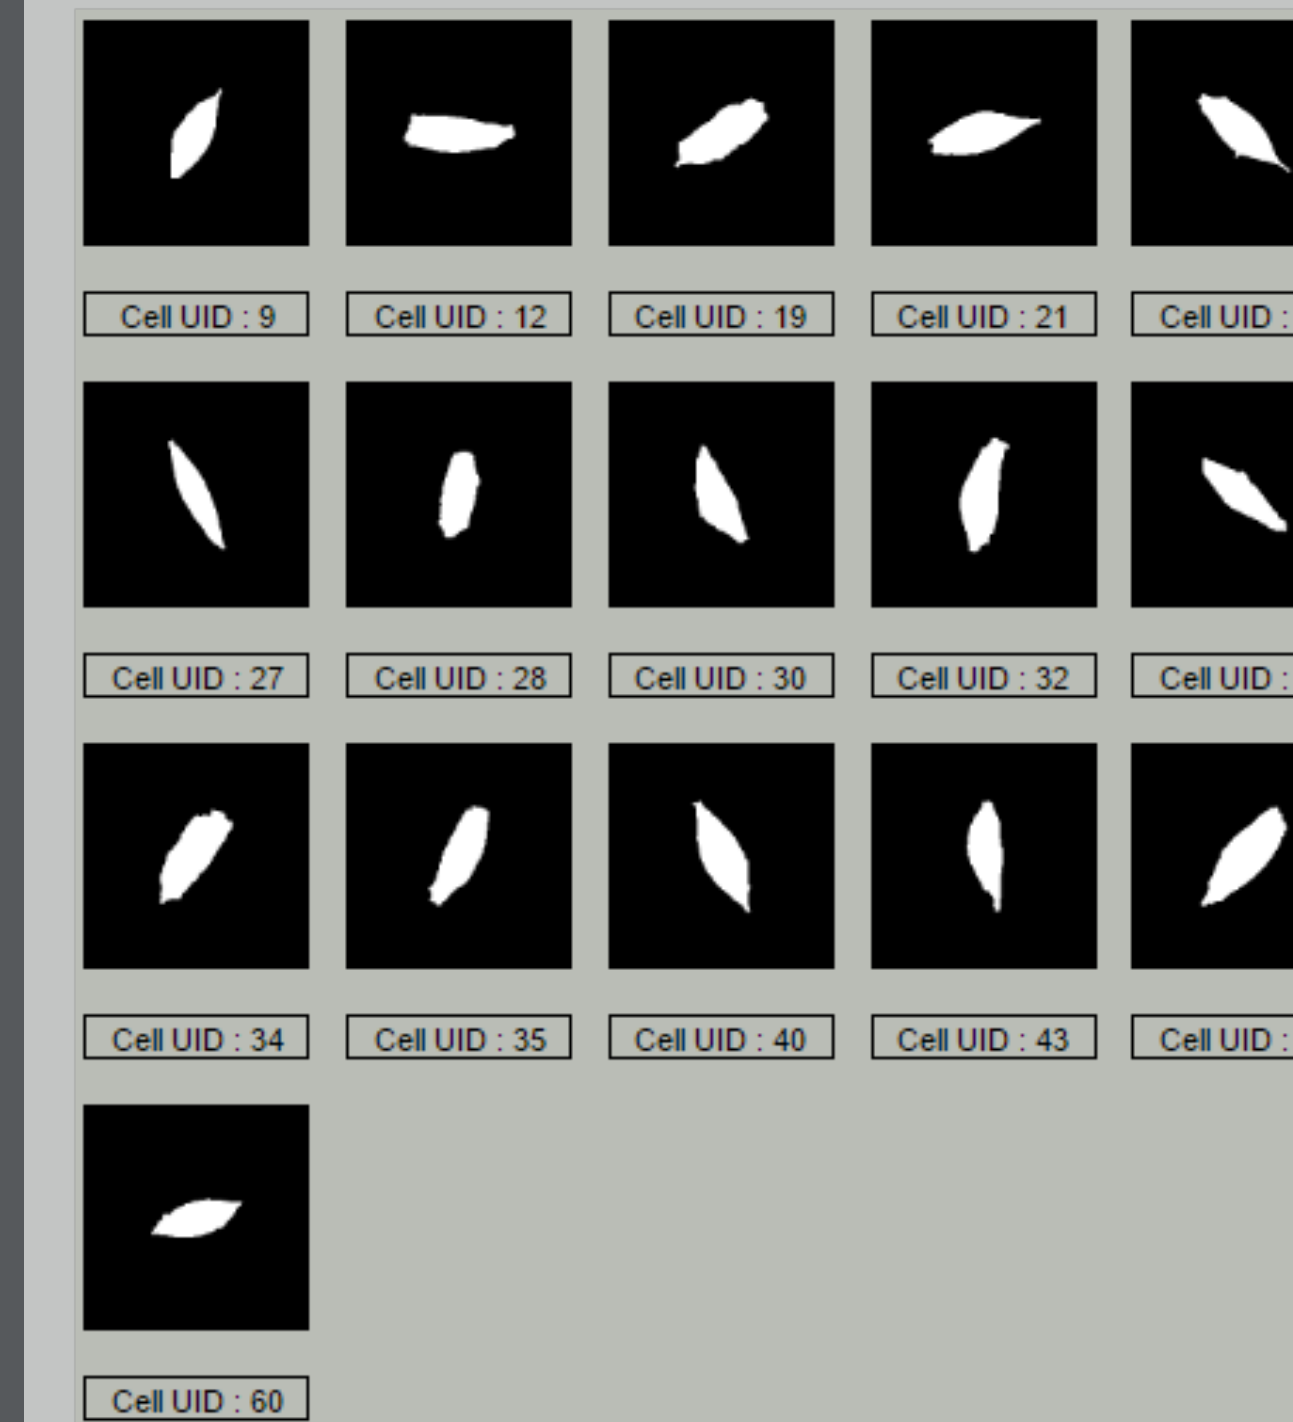 Cell UID : 9
Cell UID : 12
Cell UID : 19
Cell UID : 21
Cell UID :
Cell UID : 27
Cell UID : 28
Cell UID : 30
Cell UID : 32
Cell UID :
Cell UID : 34
Cell UID : 35
Cell UID : 40
Cell UID : 43
Cell UID :
Cell UID : 60